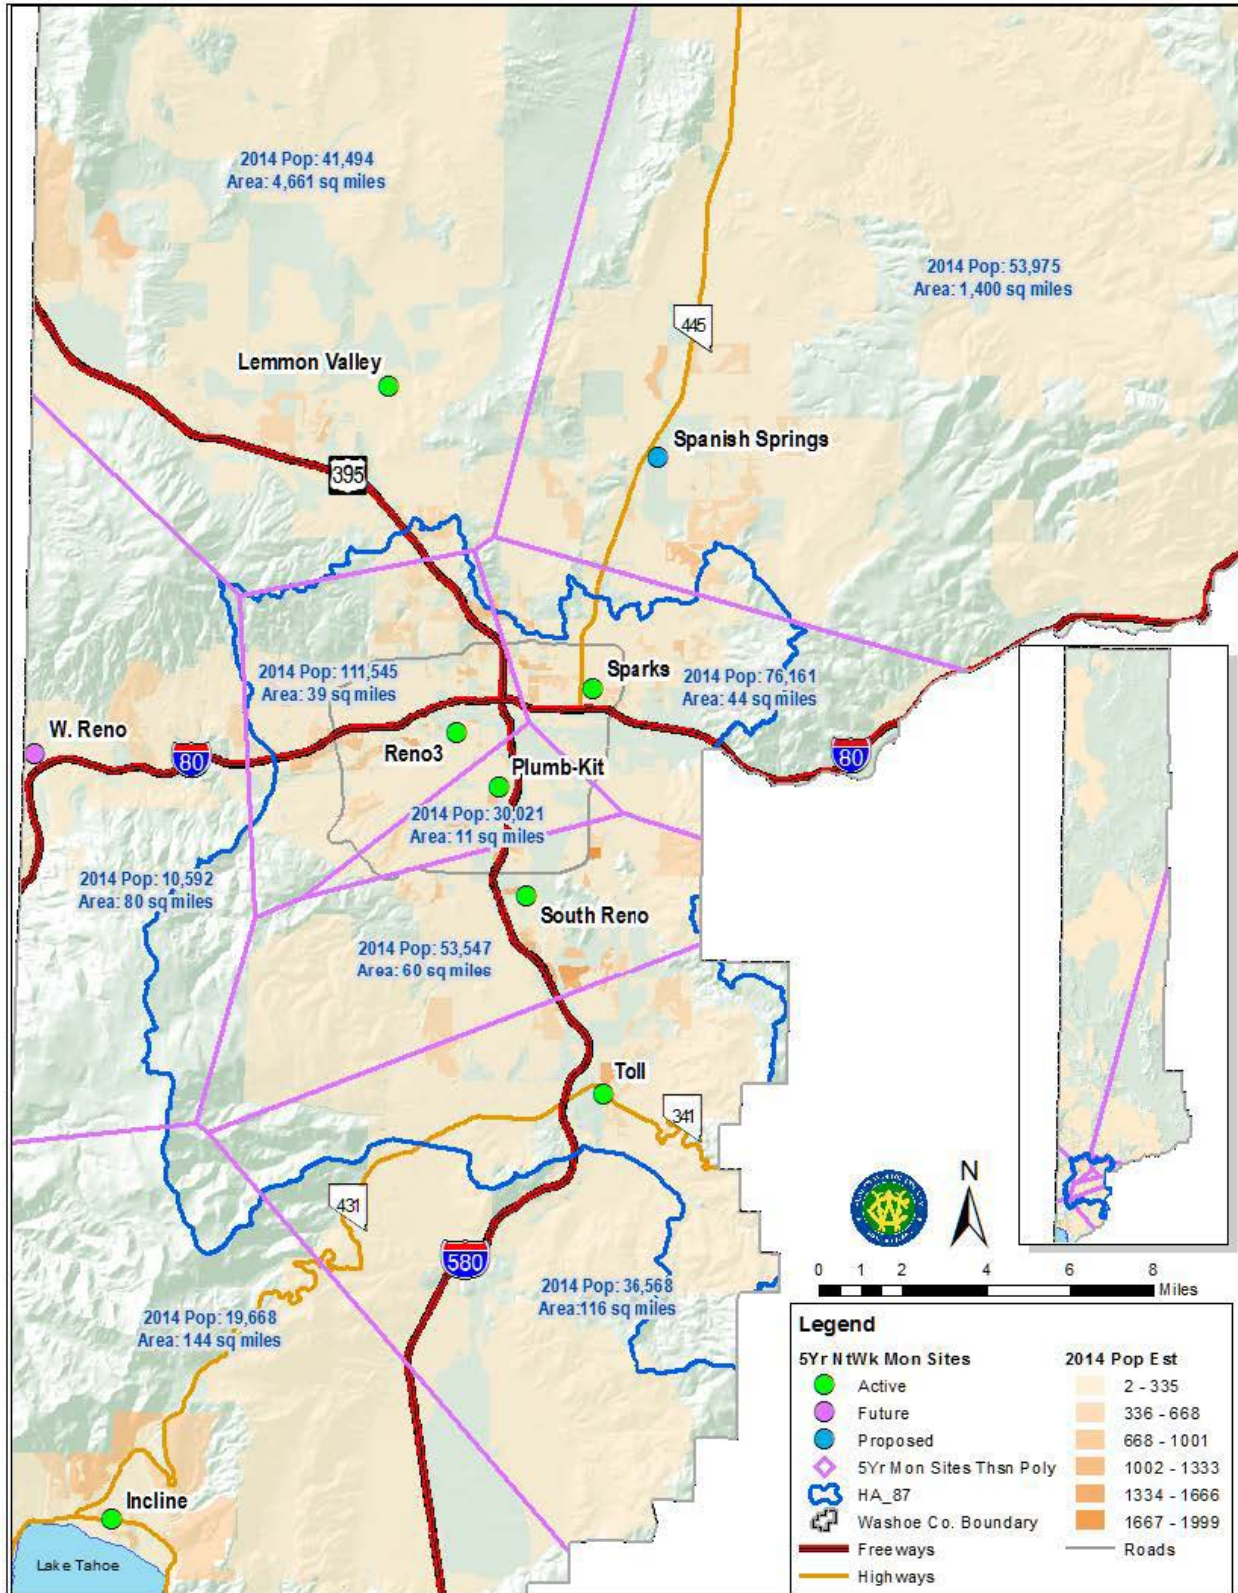 2014 Pop: 41,494
Area: 4,661 sq miles
2014 Pop: 53,975
Area: 1,400 sq miles
445
Lemmon Valley
Spanish Springs
395
2014 Pop: 111,545
Area: 39 sq miles
Sparks
2014 Pop: 76,161
Area: 44 sq miles
W. Reno
80
Reno3
80
Plumb-Kit
2014 Pop: 30,021
Area: 11 sq miles
2014 Pop: 10,592
Area: 80 sq miles
South Reno
2014 Pop: 53,547
Area: 60 sq miles
Toll
341
431
N
580
2014 Pop: 36,568
Area:116 sq miles
2014 Pop: 19,668
Area: 144 sq miles
0 1 2 4 6 8
Miles
Incline
Lake Tahoe
Legend
5Yr NtWk Mon Sites
Active
Future
Proposed
5Yr Mon Sites Thsn Poly
HA_87
Washoe Co. Boundary
Freeways
Highways
2014 Pop Est
2 - 335
336 - 668
668 - 1001
1002 - 1333
1334 - 1666
1667 - 1999
Roads